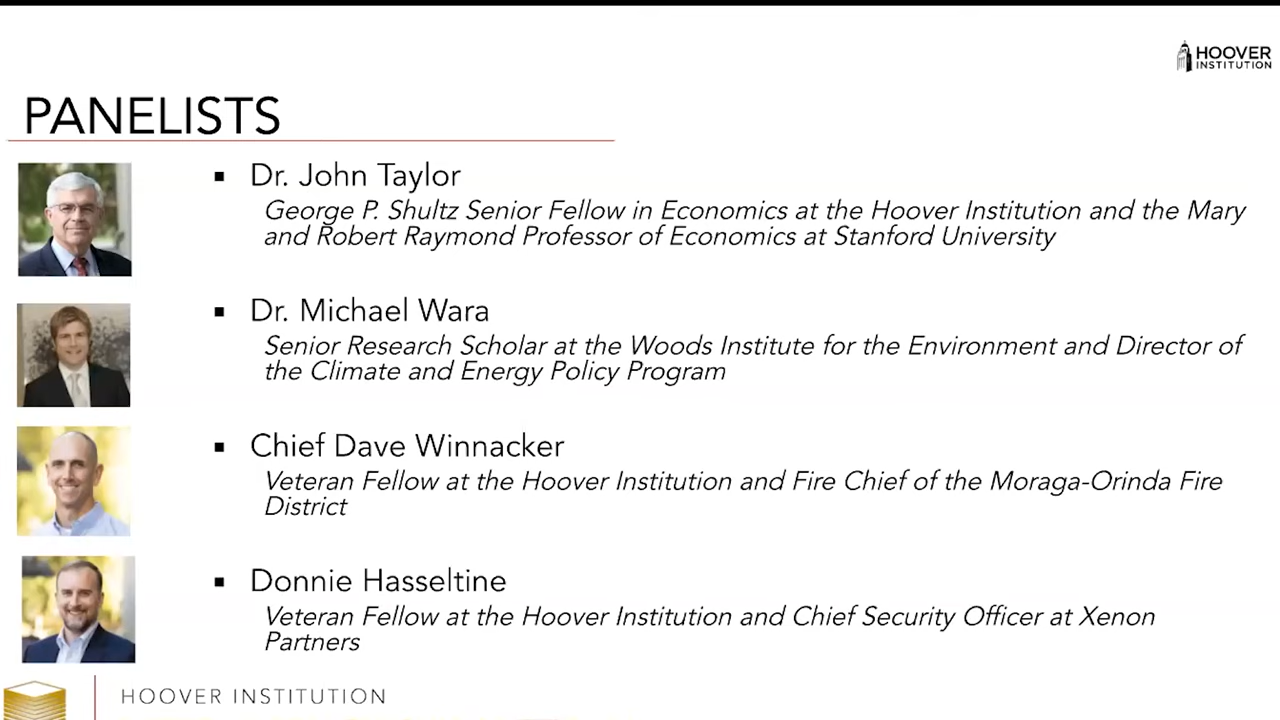 HOOVER
INSTITUTION
PANELISTS
▪ Dr. John Taylor
George P. Shultz Senior Fellow in Economics at the Hoover Institution and the Mary
and Robert Raymond Professor of Economics at Stanford University
▪ Dr. Michael Wara
Senior Research Scholar at the Woods Institute for the Environment and Director of
the Climate and Energy Policy Program
▪ Chief Dave Winnacker
Veteran Fellow at the Hoover Institution and Fire Chief of the Moraga-Orinda Fire
District
▪ Donnie Hasseltine
Veteran Fellow at the Hoover Institution and Chief Security Officer at Xenon
Partners
HOOVER INSTITUTION